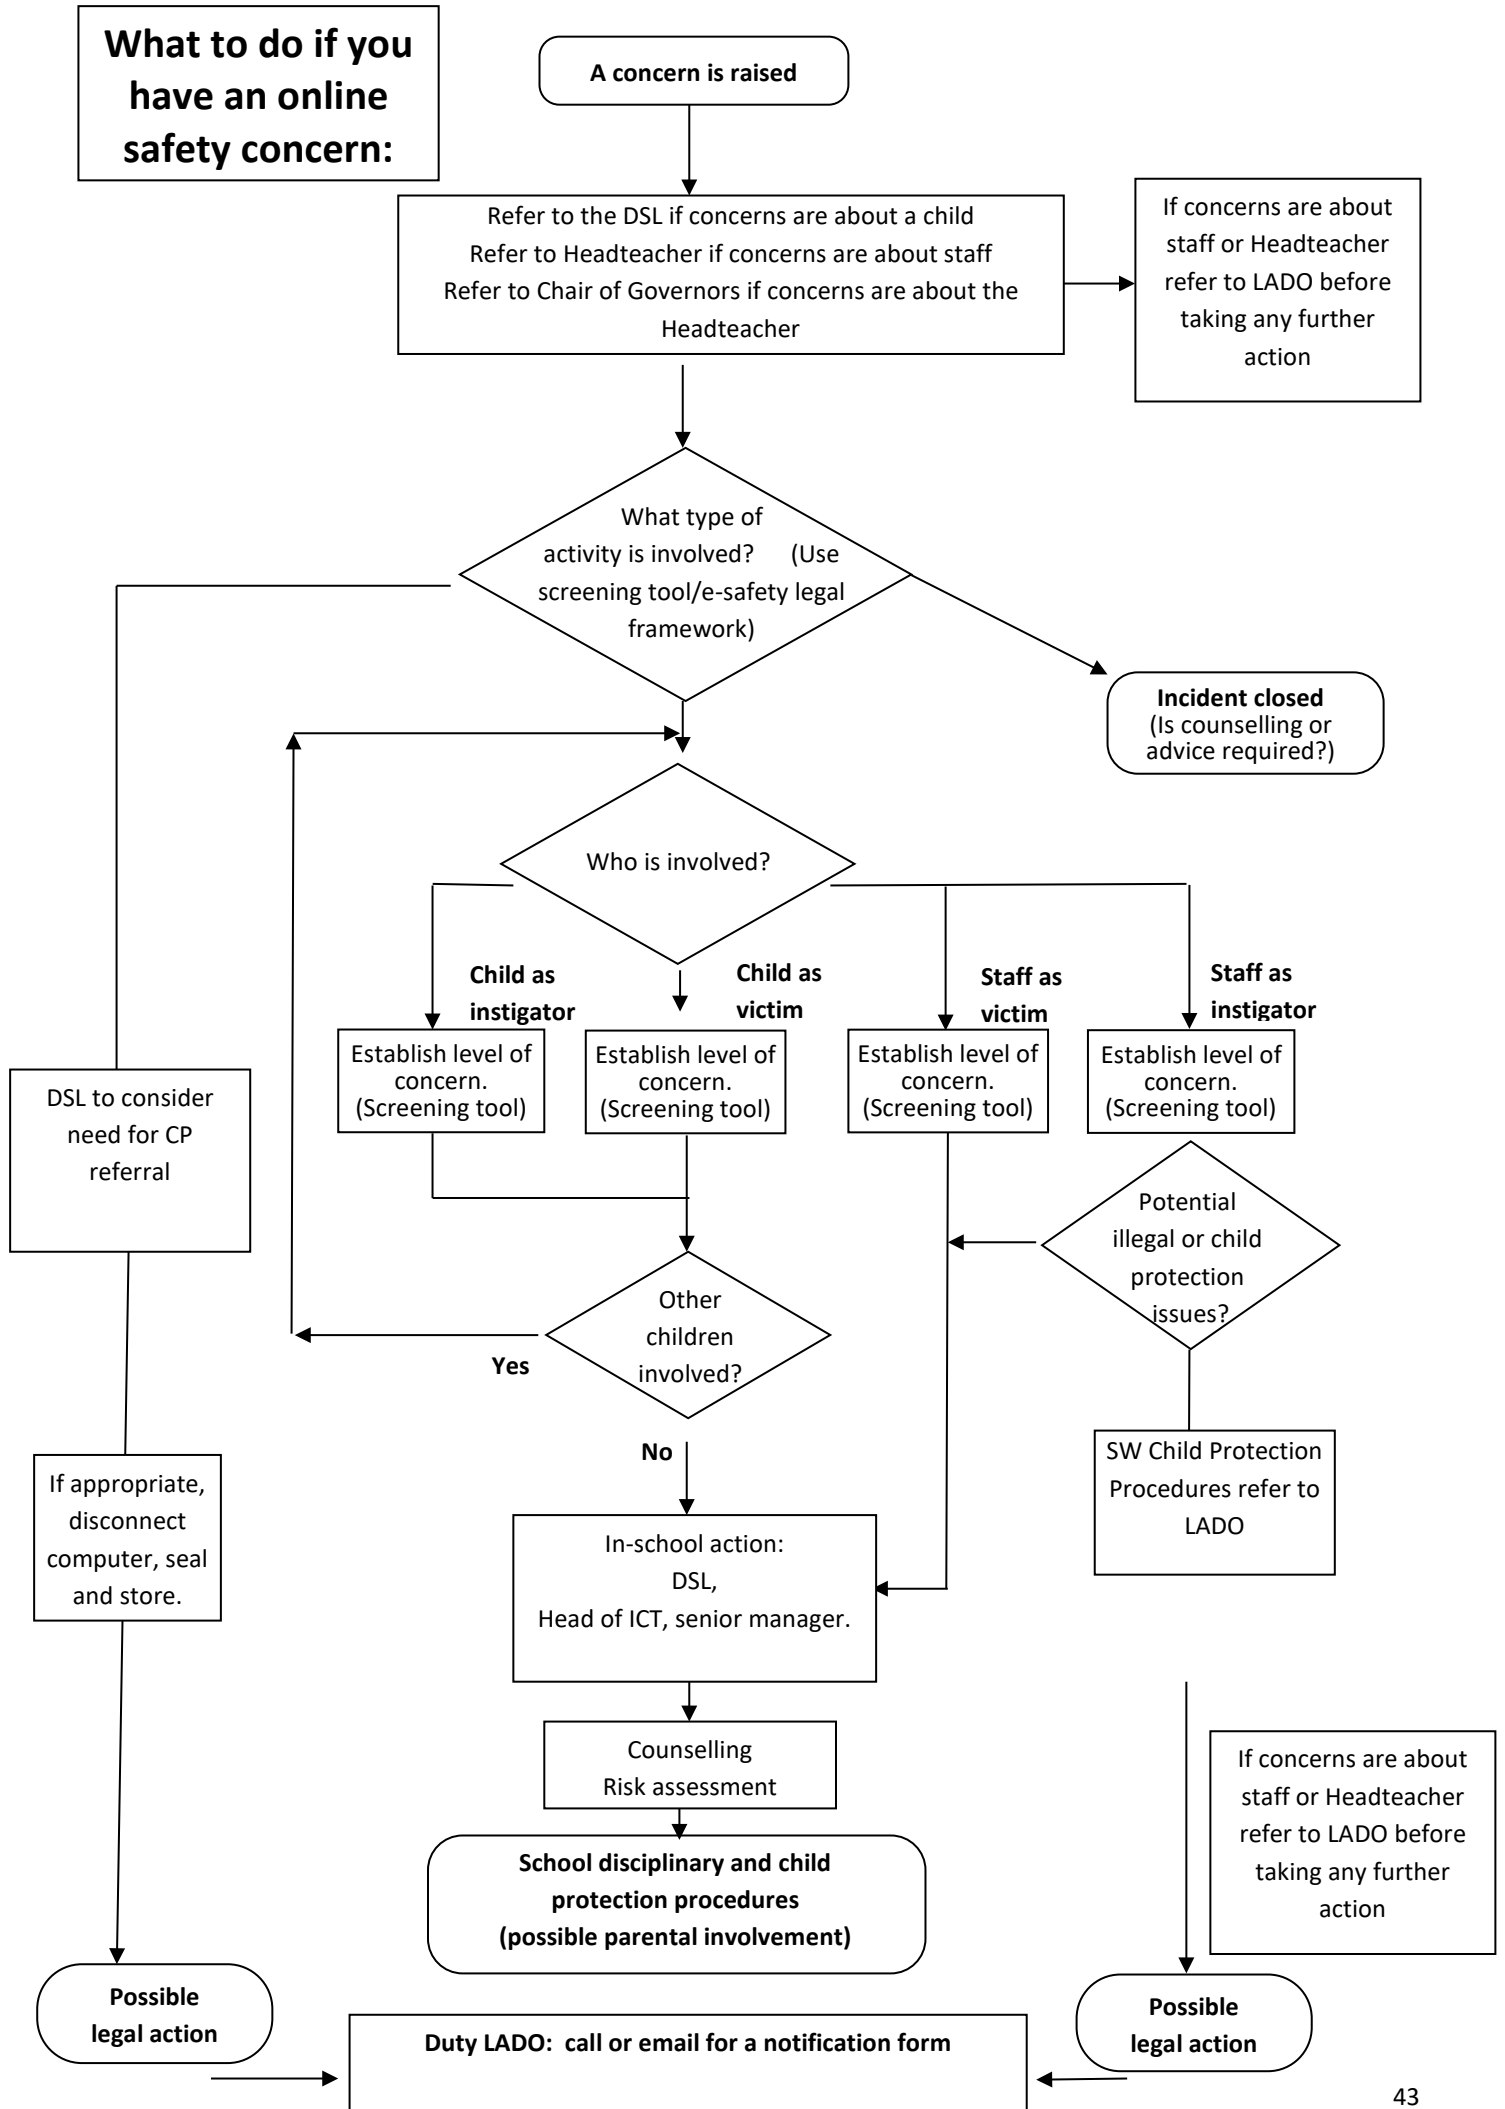 What to do if you
have an online
safety concern:
A concern is raised
Refer to the DSL if concerns are about a child
Refer to Headteacher if concerns are about staff
Refer to Chair of Governors if concerns are about the
Headteacher
If concerns are about
staff or Headteacher
refer to LADO before
taking any further
action
What type of
activity is involved? (Use
screening tool/e-safety legal
framework)
Incident closed
(Is counselling or
advice required?)
Who is involved?
Child as
instigator
Child as
victim
Staff as
victim
Staff as
instigator
Establish level of
concern.
(Screening tool)
Establish level of
concern.
(Screening tool)
Establish level of
concern.
(Screening tool)
Establish level of
concern.
(Screening tool)
DSL to consider
need for CP
referral
Potential
illegal or child
protection
issues?
Other
children
involved?
Yes
No
SW Child Protection
Procedures refer to
LADO
If appropriate,
disconnect
computer, seal
and store.
In-school action:
DSL,
Head of ICT, senior manager.
Counselling
Risk assessment
If concerns are about
staff or Headteacher
refer to LADO before
taking any further
action
School disciplinary and child
protection procedures
(possible parental involvement)
Possible
legal action
Possible
legal action
Duty LADO: call or email for a notification form
43